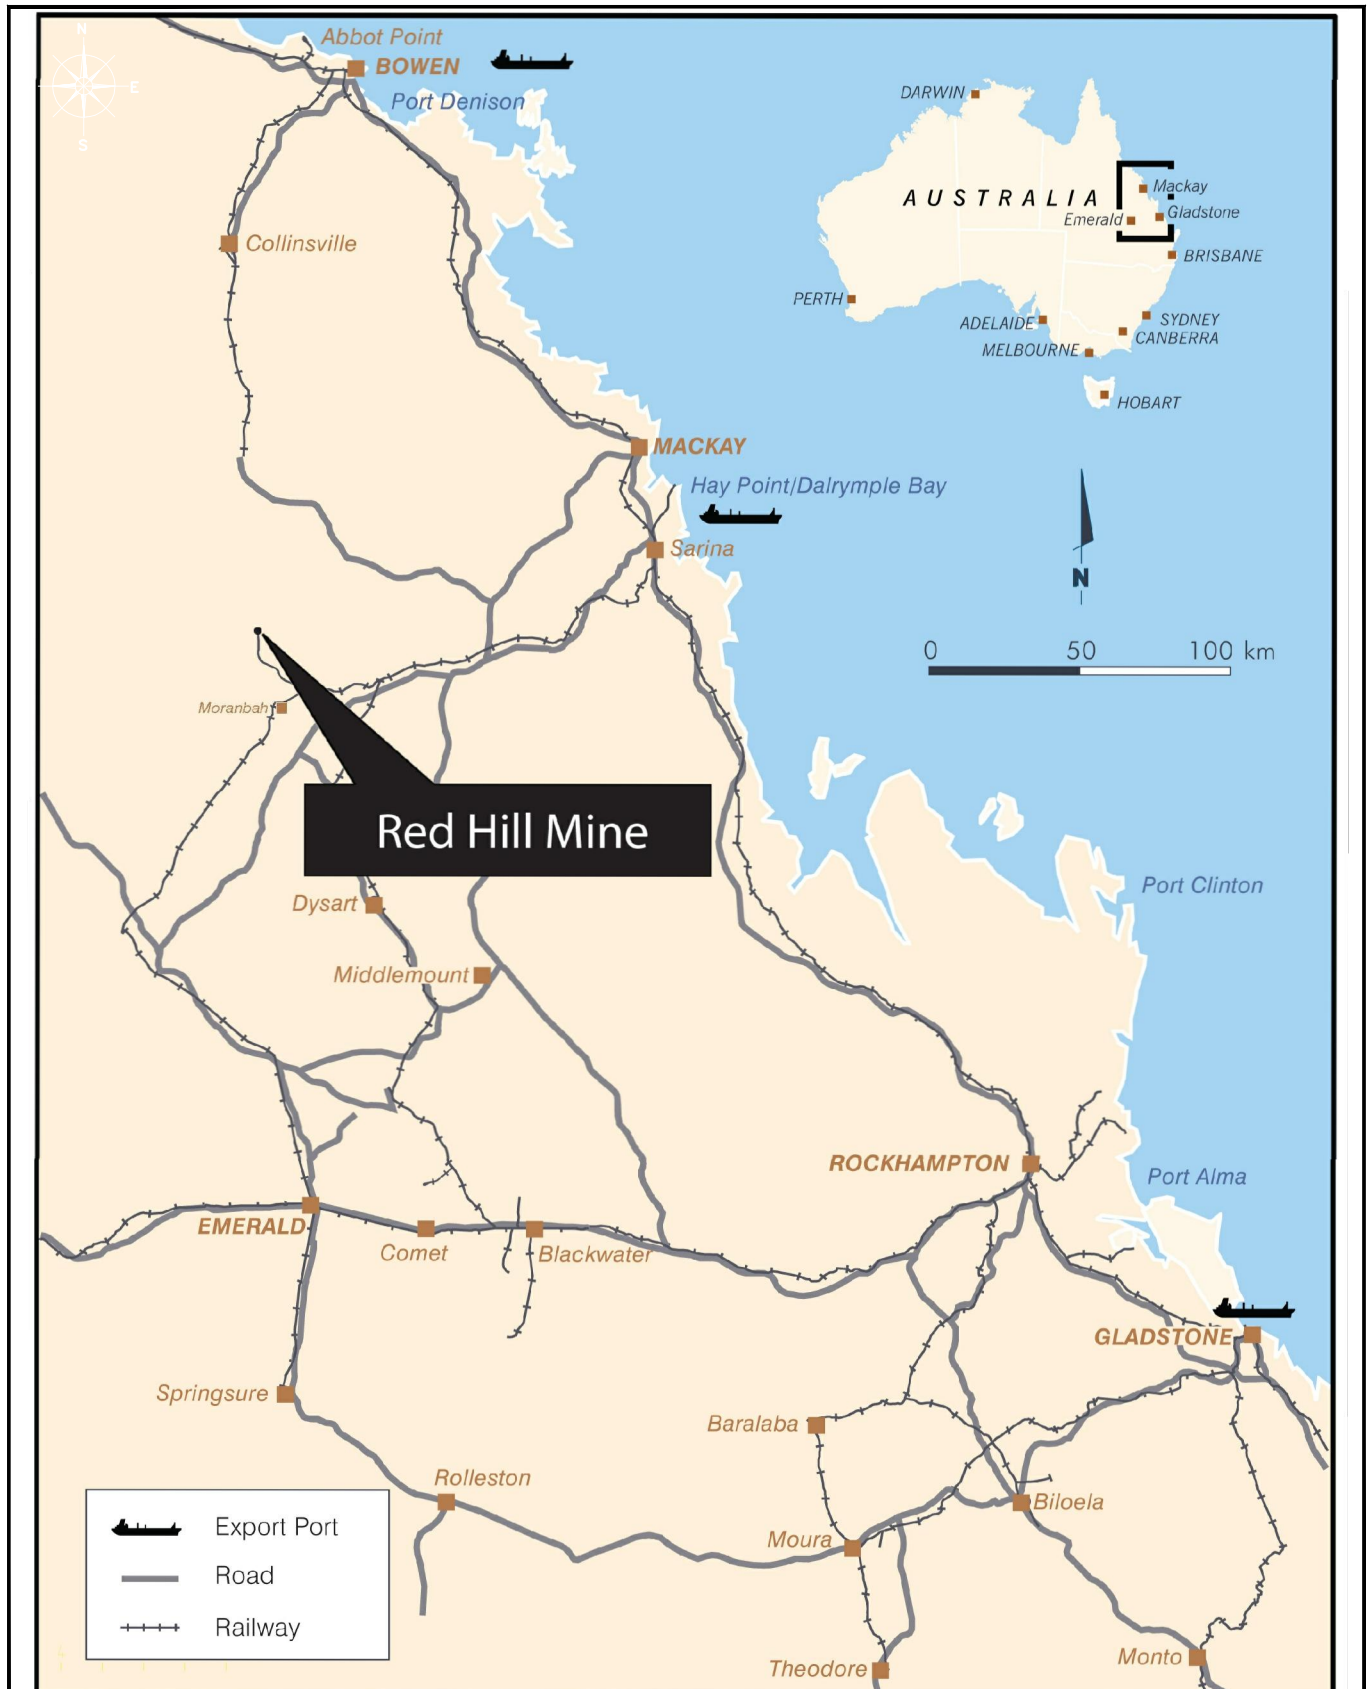 N
E
S
Abbot Point
BOWEN
Port Denison
DARWIN
AUSTRALIA
Mackay
Gladstone
Emerald
BRISBANE
PERTH
ADELAIDE
SYDNEY
CANBERRA
MELBOURNE
HOBART
Collinsville
MACKAY
Hay Point/Dalrymple Bay
Sarina
N
0 50 100 km
Moranbah
Red Hill Mine
Port Clinton
Dysart
Middlemount
ROCKHAMPTON
Port Alma
EMERALD
Comet
Blackwater
GLADSTONE
Springsure
Baralaba
Rolleston
Biloela
Moura
Export Port
Road
Railway
Theodore
Monto